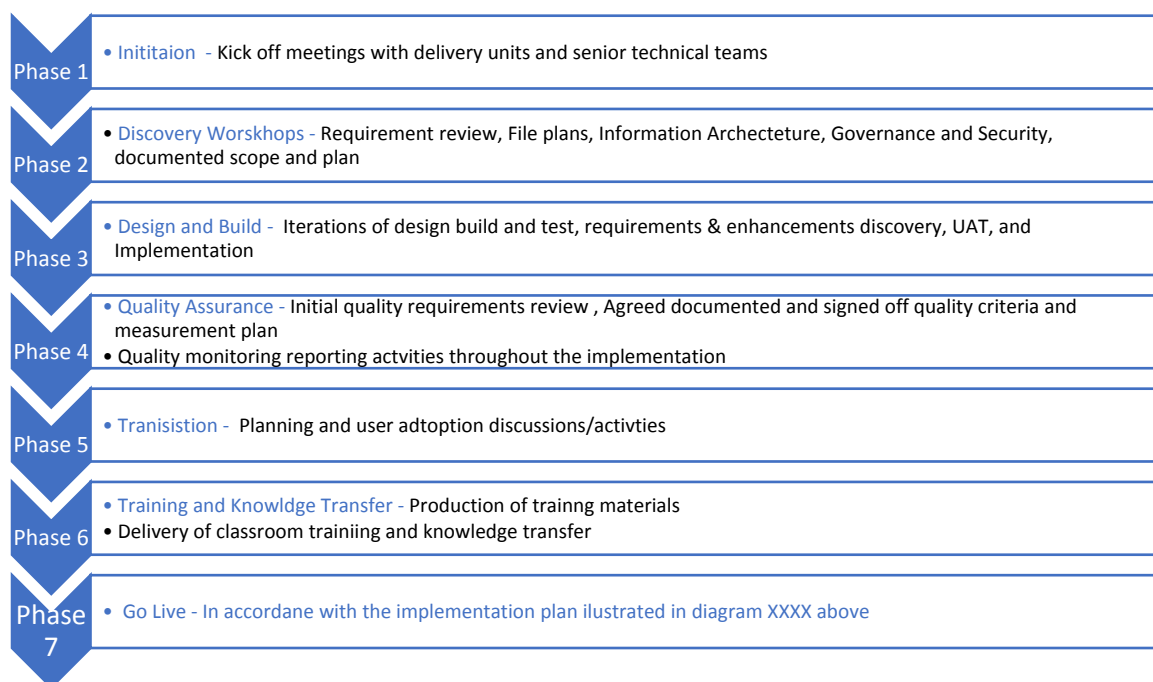 Phase 1
• Inititaion - Kick off meetings with delivery units and senior technical teams
Phase 2
• Discovery Worskhops - Requirement review, File plans, Information Archecteture, Governance and Security,
documented scope and plan
Phase 3
• Design and Build - Iterations of design build and test, requirements & enhancements discovery, UAT, and
Implementation
Phase 4
• Quality Assurance - Initial quality requirements review , Agreed documented and signed off quality criteria and
measurement plan
• Quality monitoring reporting actvities throughout the implementation
Phase 5
• Tranisistion - Planning and user adtoption discussions/activties
Phase 6
• Training and Knowldge Transfer - Production of trainng materials
• Delivery of classroom trainiing and knowledge transfer
Phase
7
• Go Live - In accordane with the implementation plan ilustrated in diagram XXXX above